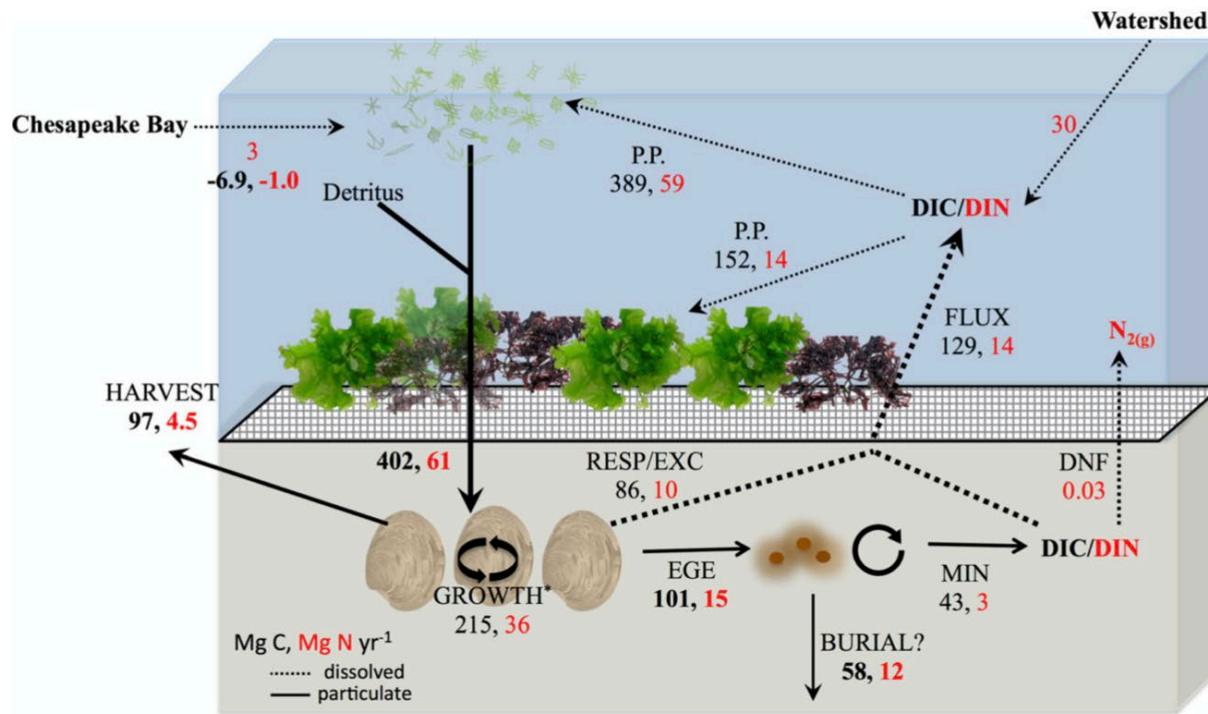 Watershed
Chesapeake Bay
3
-6.9, -1.0
30
P.P.
389, 59
Detritus
DIC/DIN
P.P.
152, 14
FLUX
129, 14
N2(g)
HARVEST
97, 4.5
402, 61
RESP/EXC
86, 10
DNF
0.03
DIC/DIN
EGE
101, 15
MIN
43, 3
GROWTH*
215, 36
BURIAL?
58, 12
Mg C, Mg N yr-1
dissolved
particulate